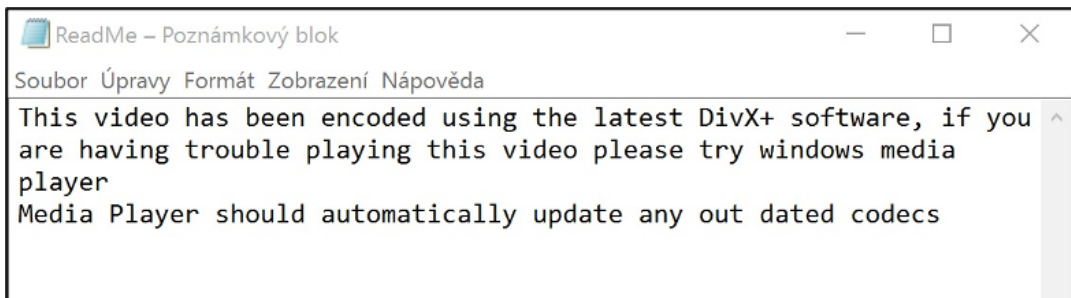 ReadMe – Poznámkový blok
Soubor Úpravy Formát Zobrazení Nápověda
This video has been encoded using the latest DivX+ software, if you
are having trouble playing this video please try windows media
player
Media Player should automatically update any out dated codecs